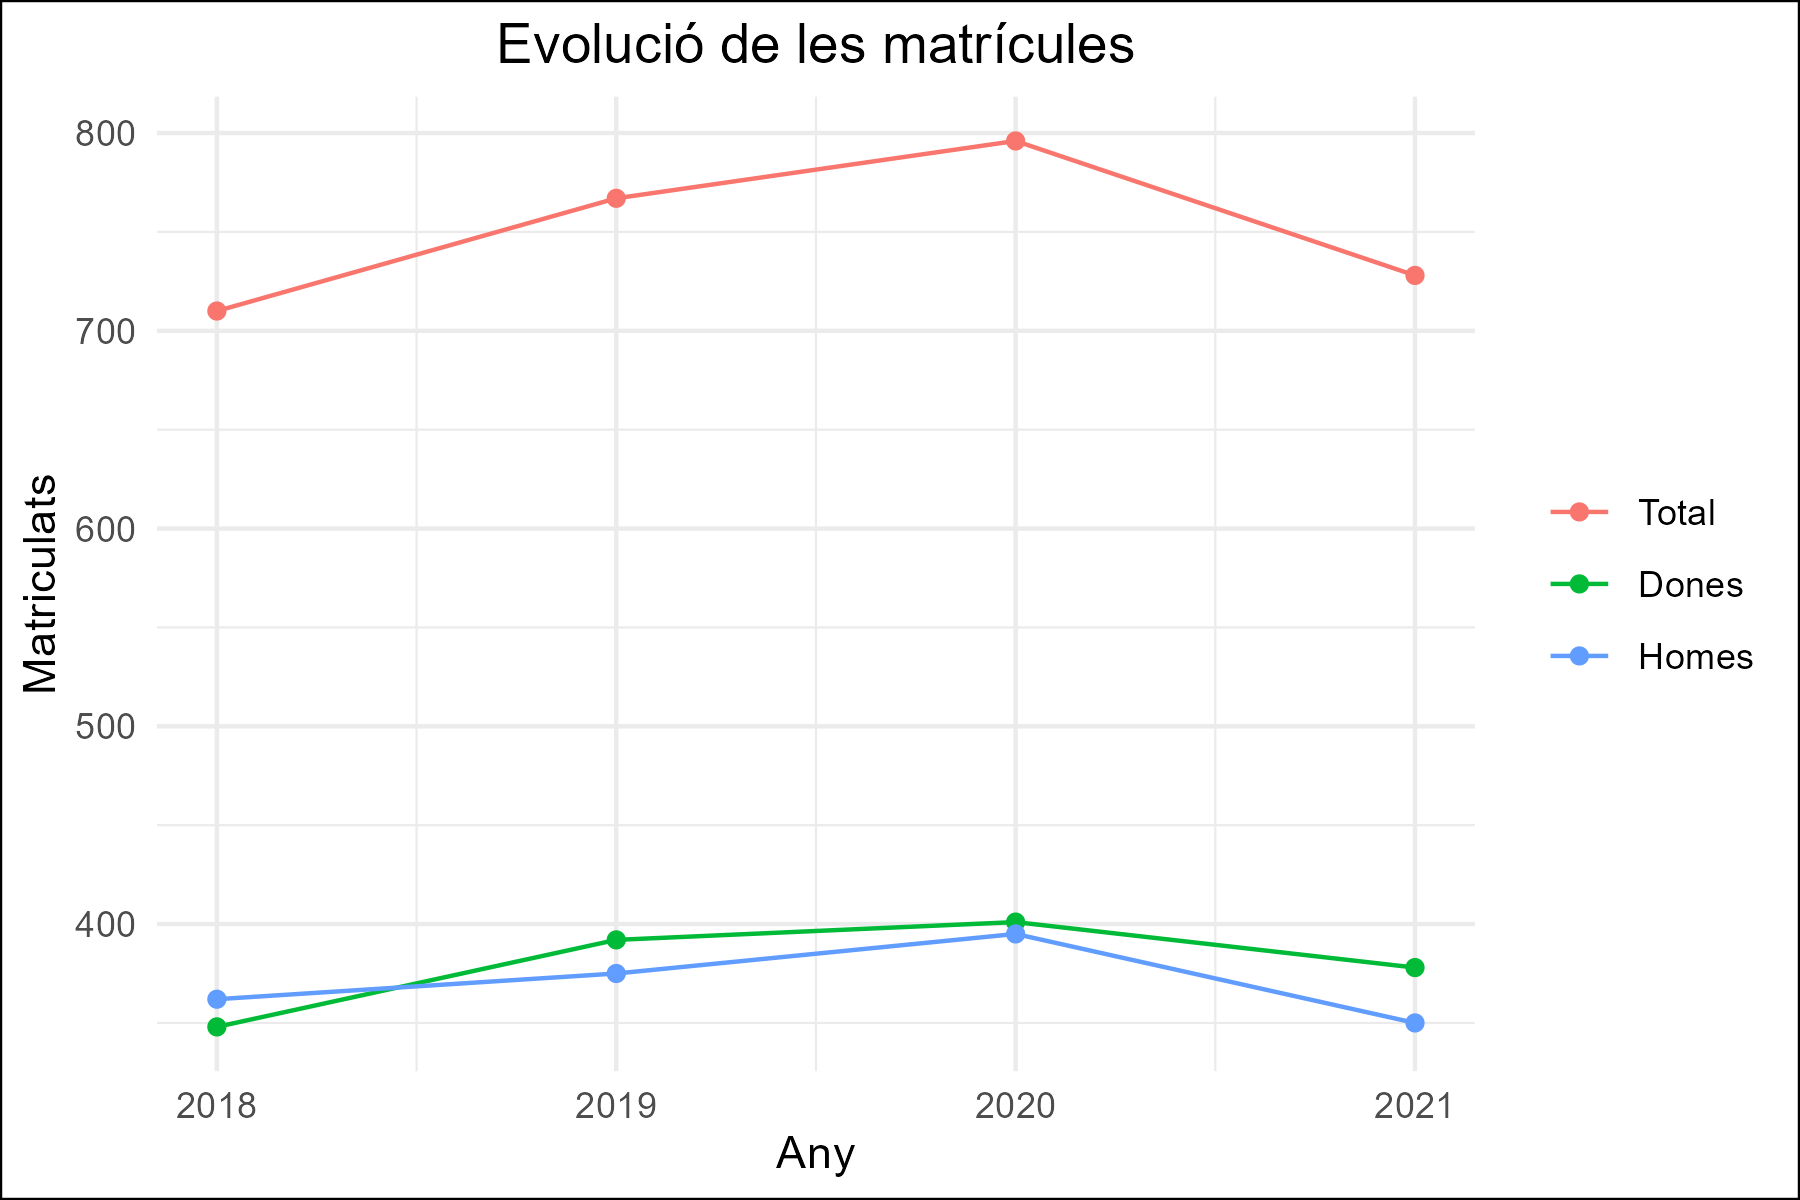 Evolució de les matrícules
800
700
600
500
400
Matriculats
2018
2019
2020
2021
Any
Total
Dones
Homes